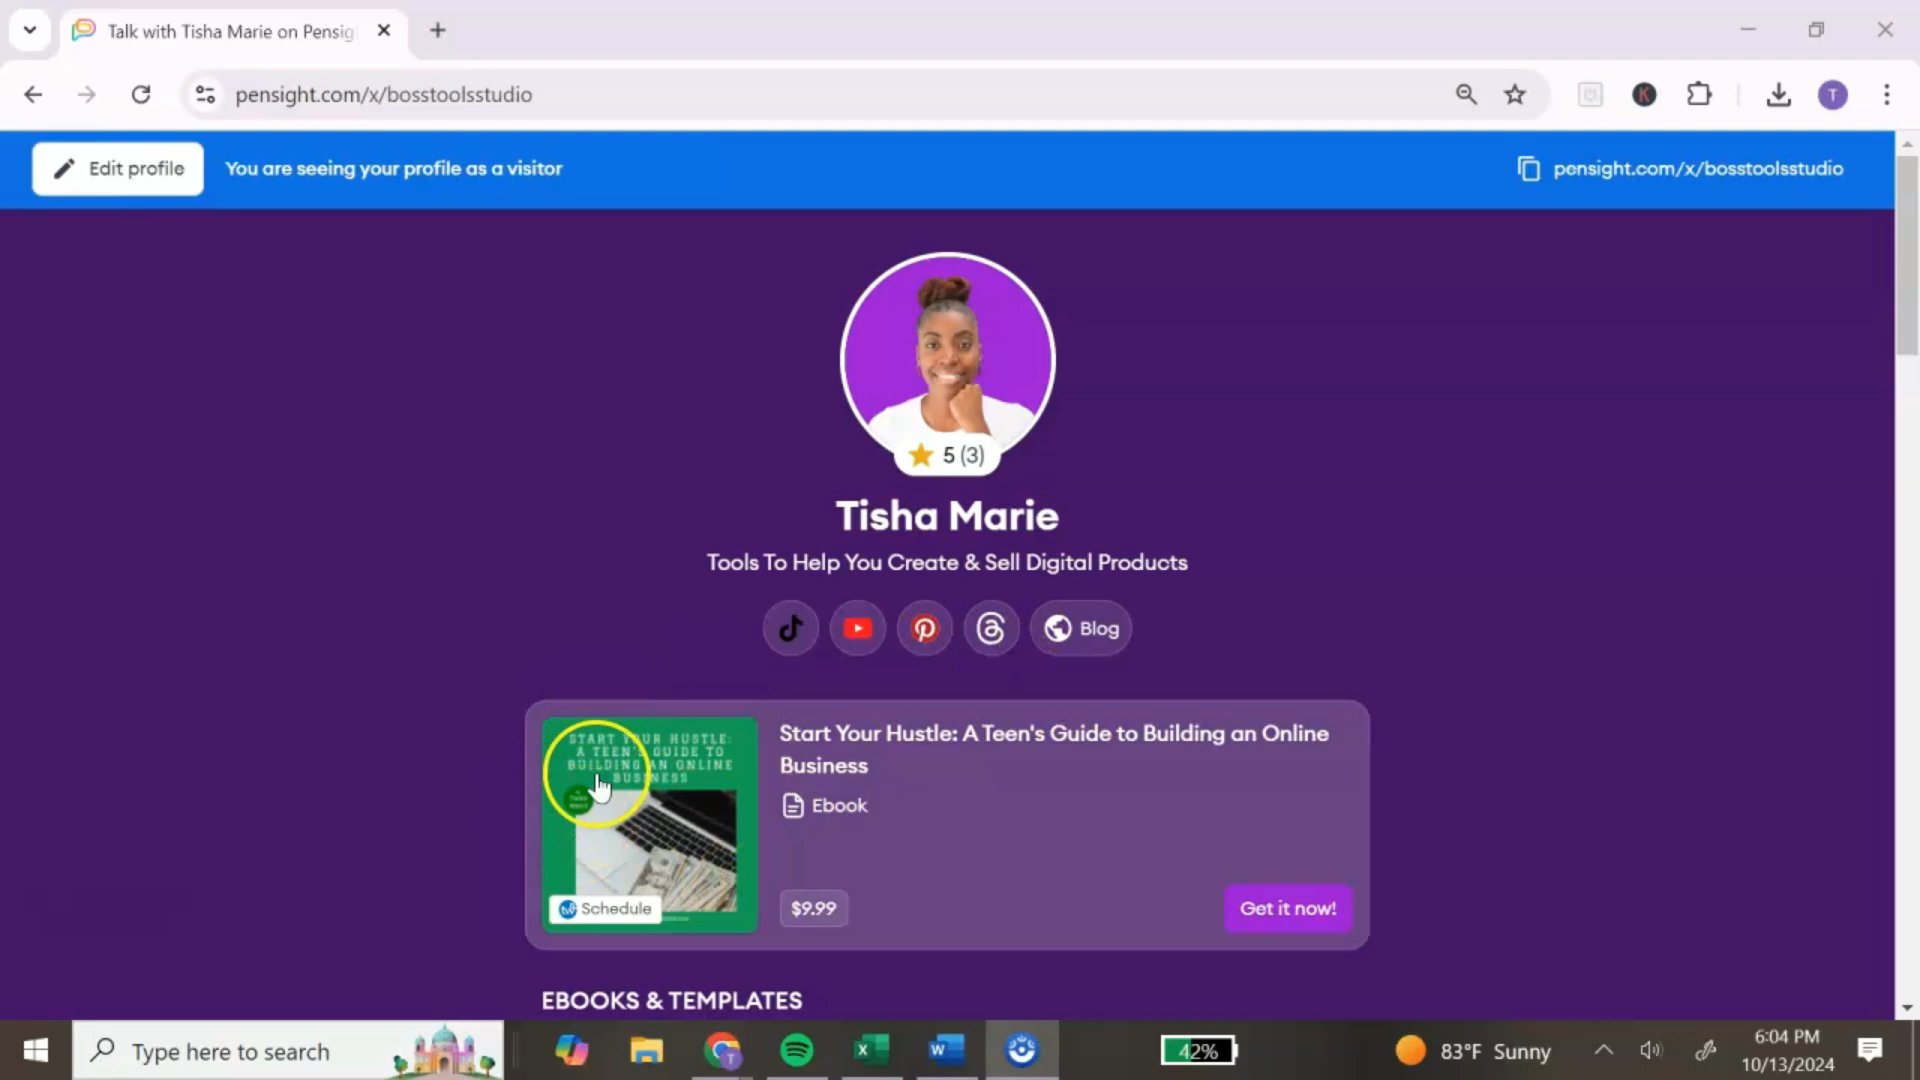 Talk with Tisha Marie on Pensig
pensight.com/x/bosstoolsstudio
K
T
Edit profile
You are seeing your profile as a visitor
pensight.com/x/bosstoolsstudio
5 (3)
Tisha Marie
Tools To Help You Create & Sell Digital Products
Blog
START YOUR HUSTLE:
A TEEN'S GUIDE TO
BUILDING AN ONLINE
BUSINESS
Schedule
Start Your Hustle: A Teen's Guide to Building an Online
Business
Ebook
$9.99
Get it now!
EBOOKS & TEMPLATES
Type here to search
42%
83°F Sunny
6:04 PM
10/13/2024